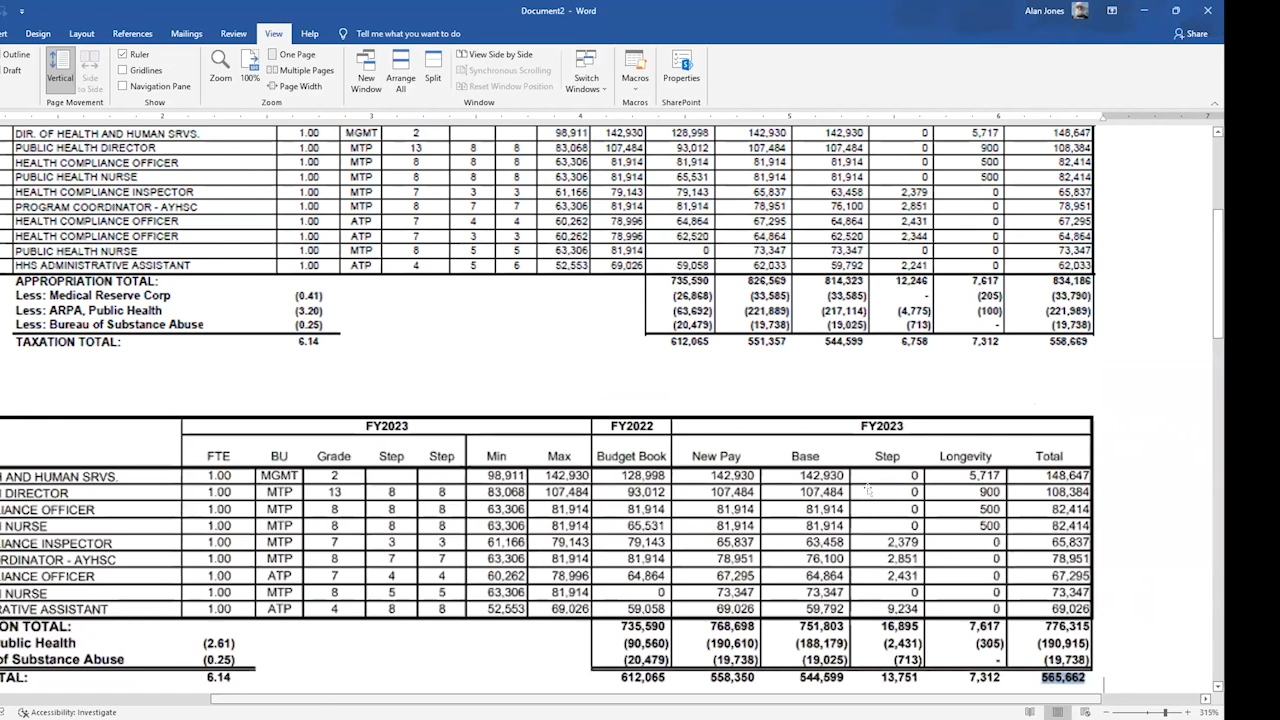 Document2 - Word
Alan Jones
Design Layout References Mailings Review View Help Tell me what you want to do Share
Outline
Draft
Vertical
Side to Side
Page Movement
Ruler
Gridlines
Navigation Pane
Show
Zoom
100%
One Page
Multiple Pages
Page Width
Zoom
New Window
Arrange All
Split
View Side by Side
Synchronous Scrolling
Reset Window Position
Window
Switch Windows
Macros
Macros
Properties
SharePoint
2 3 4 5 6 7
DIR. OF HEALTH AND HUMAN SRVS. 1.00 MGMT 2 98,911 142,930 128,998 142,930 142,930 0 5,717 148,647
PUBLIC HEALTH DIRECTOR 1.00 MTP 13 8 8 83,068 107,484 93,012 107,484 107,484 0 900 108,384
HEALTH COMPLIANCE OFFICER 1.00 MTP 8 8 8 63,306 81,914 81,914 81,914 81,914 0 500 82,414
PUBLIC HEALTH NURSE 1.00 MTP 8 8 8 63,306 81,914 65,531 81,914 81,914 0 500 82,414
HEALTH COMPLIANCE INSPECTOR 1.00 MTP 7 3 3 61,166 79,143 79,143 65,837 63,458 2,379 0 65,837
PROGRAM COORDINATOR - AYHSC 1.00 MTP 8 7 7 63,306 81,914 81,914 78,951 76,100 2,851 0 78,951
HEALTH COMPLIANCE OFFICER 1.00 ATP 7 4 4 60,262 78,996 64,864 67,295 64,864 2,431 0 67,295
HEALTH COMPLIANCE OFFICER 1.00 ATP 7 3 3 60,262 78,996 62,520 64,864 62,520 2,344 0 64,864
PUBLIC HEALTH NURSE 1.00 MTP 8 5 5 63,306 81,914 0 73,347 73,347 0 0 73,347
HHS ADMINISTRATIVE ASSISTANT 1.00 ATP 4 5 6 52,553 69,026 59,058 62,033 59,792 2,241 0 62,033
APPROPRIATION TOTAL: 735,590 826,569 814,323 12,246 7,617 834,186
Less: Medical Reserve Corp (0.41) (26,868) (33,585) (33,585) - (205) (33,790)
Less: ARPA, Public Health (3.20) (63,692) (221,889) (217,114) (4,775) (100) (221,989)
Less: Bureau of Substance Abuse (0.25) (20,479) (19,738) (19,025) (713) - (19,738)
TAXATION TOTAL: 6.14 612,065 551,357 544,599 6,758 7,312 558,669
FY2023 FY2022 FY2023
FTE BU Grade Step Step Min Max Budget Book New Pay Base Step Longevity Total
H AND HUMAN SRVS. 1.00 MGMT 2 98,911 142,930 128,998 142,930 142,930 0 5,717 148,647
H DIRECTOR 1.00 MTP 13 8 8 83,068 107,484 93,012 107,484 107,484 0 900 108,384
LIANCE OFFICER 1.00 MTP 8 8 8 63,306 81,914 81,914 81,914 81,914 0 500 82,414
H NURSE 1.00 MTP 8 8 8 63,306 81,914 65,531 81,914 81,914 0 500 82,414
LIANCE INSPECTOR 1.00 MTP 7 3 3 61,166 79,143 79,143 65,837 63,458 2,379 0 65,837
ORDINATOR - AYHSC 1.00 MTP 8 7 7 63,306 81,914 81,914 78,951 76,100 2,851 0 78,951
LIANCE OFFICER 1.00 ATP 7 4 4 60,262 78,996 64,864 67,295 64,864 2,431 0 67,295
H NURSE 1.00 MTP 8 5 5 63,306 81,914 0 73,347 73,347 0 0 73,347
RATIVE ASSISTANT 1.00 ATP 4 8 8 52,553 69,026 59,058 69,026 59,792 9,234 0 69,026
ION TOTAL: 735,590 768,698 751,803 16,895 7,617 776,315
Public Health (2.61) (90,560) (190,610) (188,179) (2,431) (305) (190,915)
of Substance Abuse (0.25) (20,479) (19,738) (19,025) (713) - (19,738)
TAL: 6.14 612,065 558,350 544,599 13,751 7,312 565,662
Accessibility: Investigate 315%